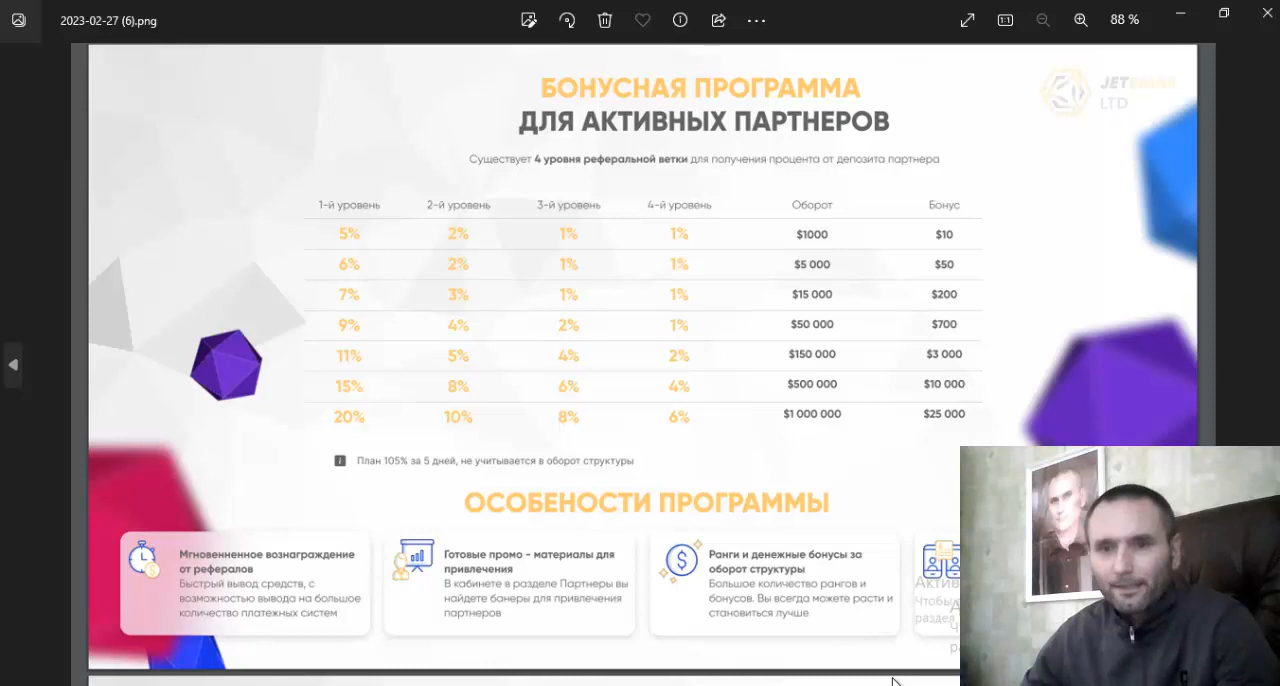 2023-02-27 (6).png
88 %
БОНУСНАЯ ПРОГРАММА
ДЛЯ АКТИВНЫХ ПАРТНЕРОВ
LTD
Существует 4 уровня реферальной ветки для получения процента от депозита партнера
1-й уровень 2-й уровень 3-й уровень 4-й уровень Оборот Бонус
5% 2% 1% 1% $1000 $10
6% 2% 1% 1% $5 000 $50
7% 3% 1% 1% $15 000 $200
9% 4% 2% 1% $50 000 $700
11% 5% 4% 2% $150 000 $3 000
15% 8% 6% 4% $500 000 $10 000
20% 10% 8% 6% $1 000 000 $25 000
План 105% за 5 дней, не учитывается в оборот структуры
ОСОБЕНОСТИ ПРОГРАММЫ
Мгновенненное вознаграждение
от рефералов
Быстрый вывод средств, с
возможностью вывода на большое
количество платежных систем
Готовые промо - материалы для
привлечения
В кабинете в разделе Партнеры вы
найдете банеры для привлечения
партнеров
Ранги и денежные бонусы за
оборот структуры
Большое количество рангов и
бонусов. Вы всегда можете расти и
становиться лучше